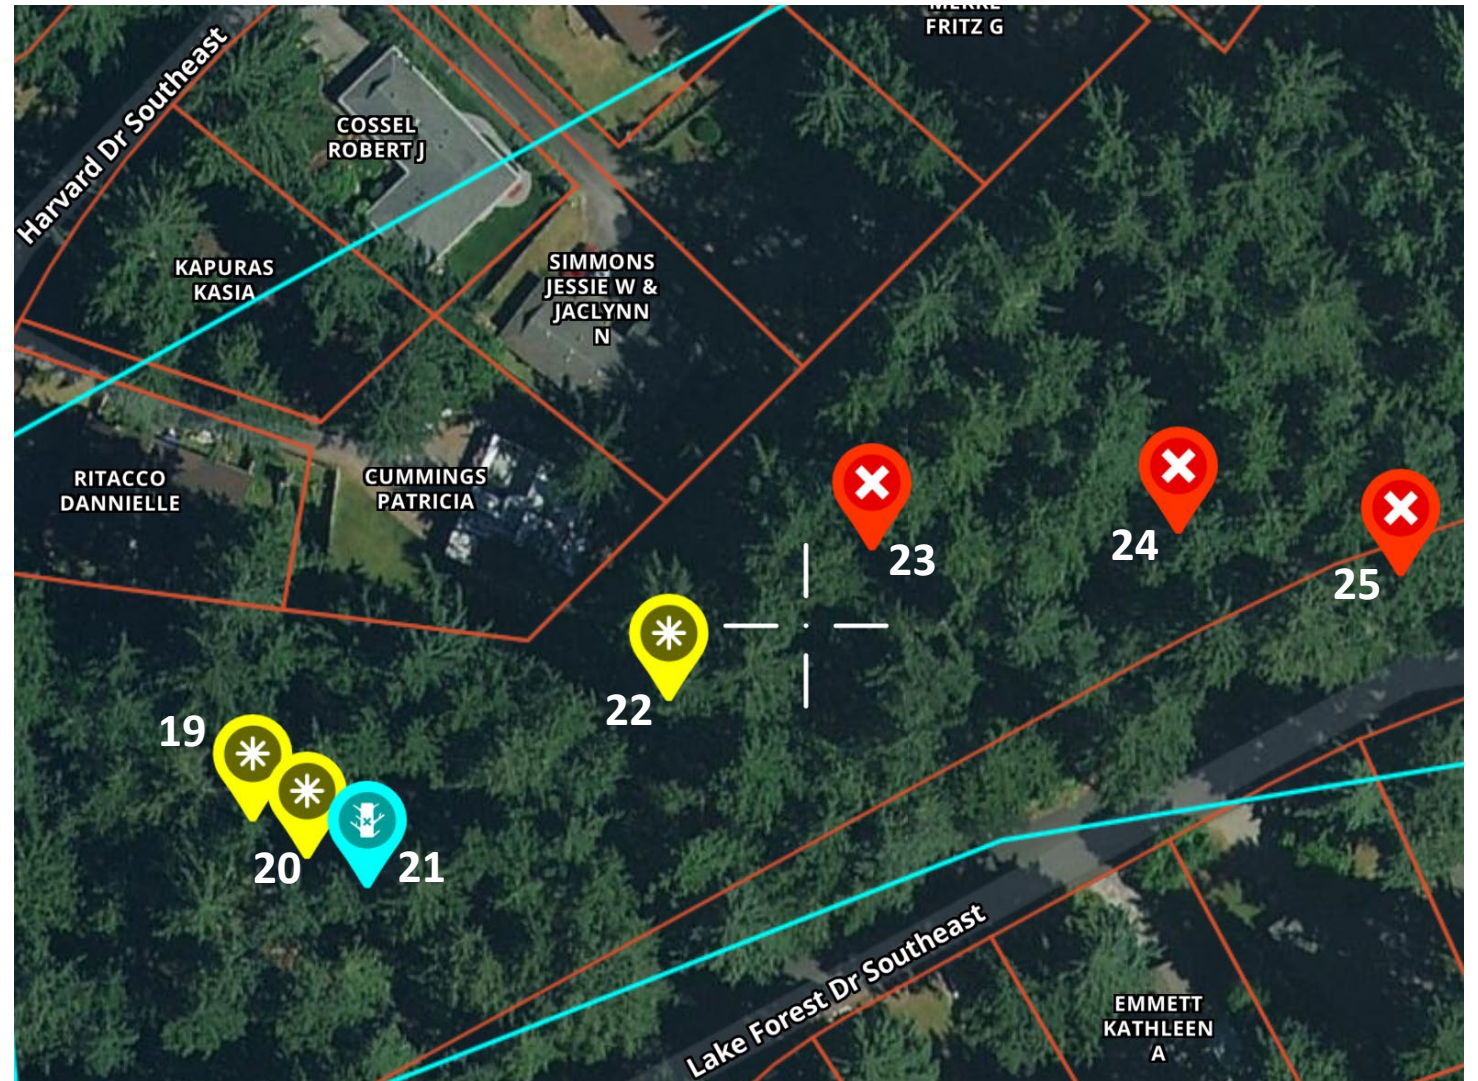 FRITZ G
Harvard Dr Southeast
COSSEL
ROBERT J
KAPURAS
KASIA
SIMMONS
JESSIE W &
JACLYNN
N
RITACCO
DANNIELLE
CUMMINGS
PATRICIA
23
24
25
22
19
20
21
Lake Forest Dr Southeast
EMMETT
KATHLEEN
A